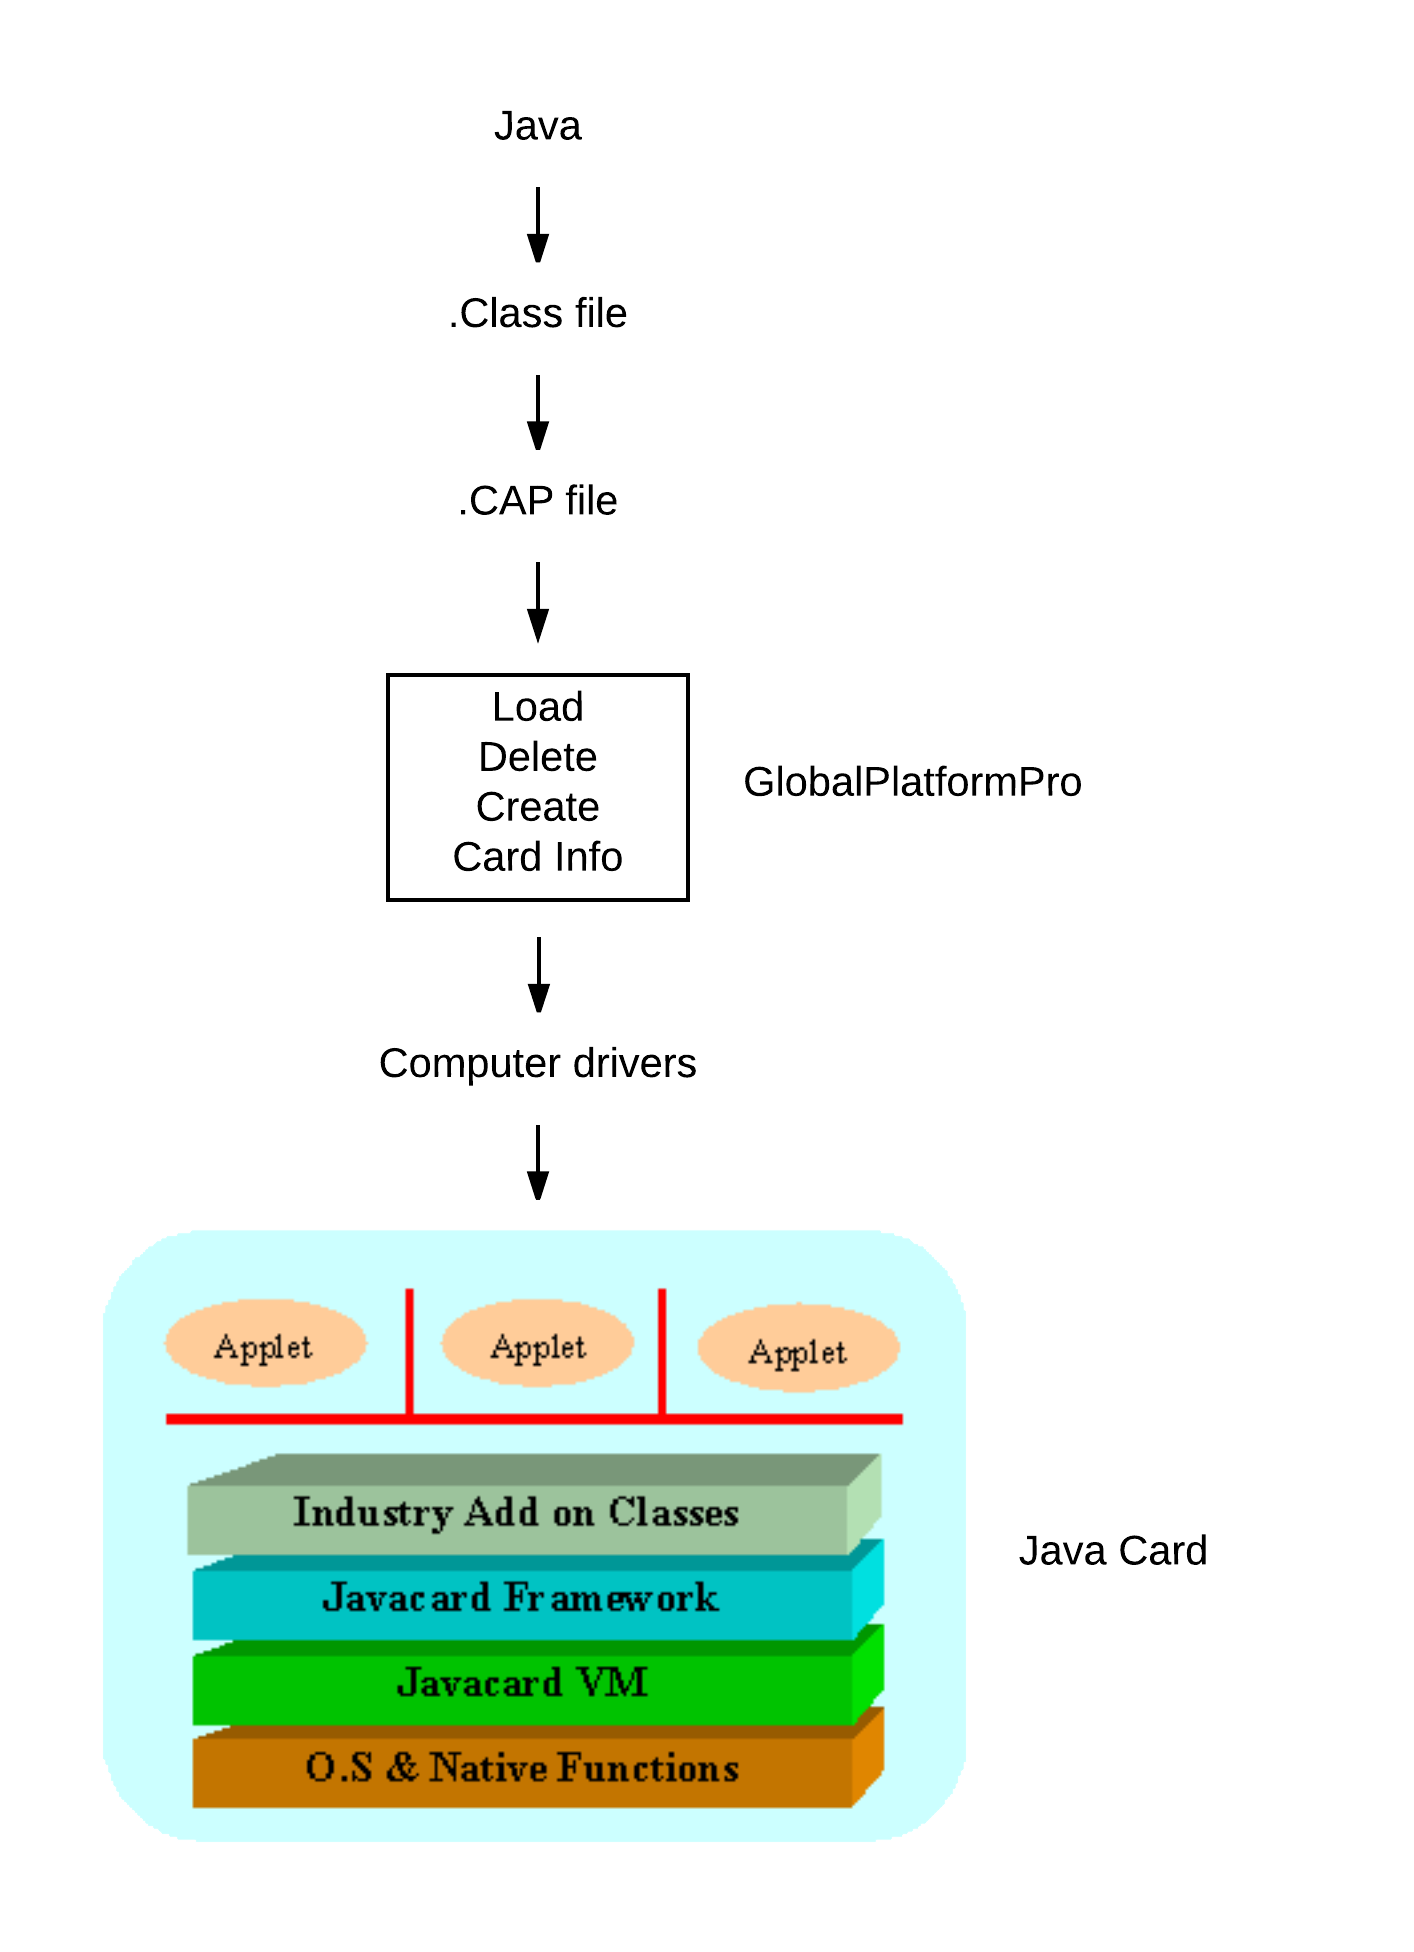 Java
.Class file
.CAP file
Load
Delete
Create
Card Info
GlobalPlatformPro
Computer drivers
Applet
Applet
Applet
Industry Add on Classes
Javacard Framework
Javacard VM
O.S & Native Functions
Java Card